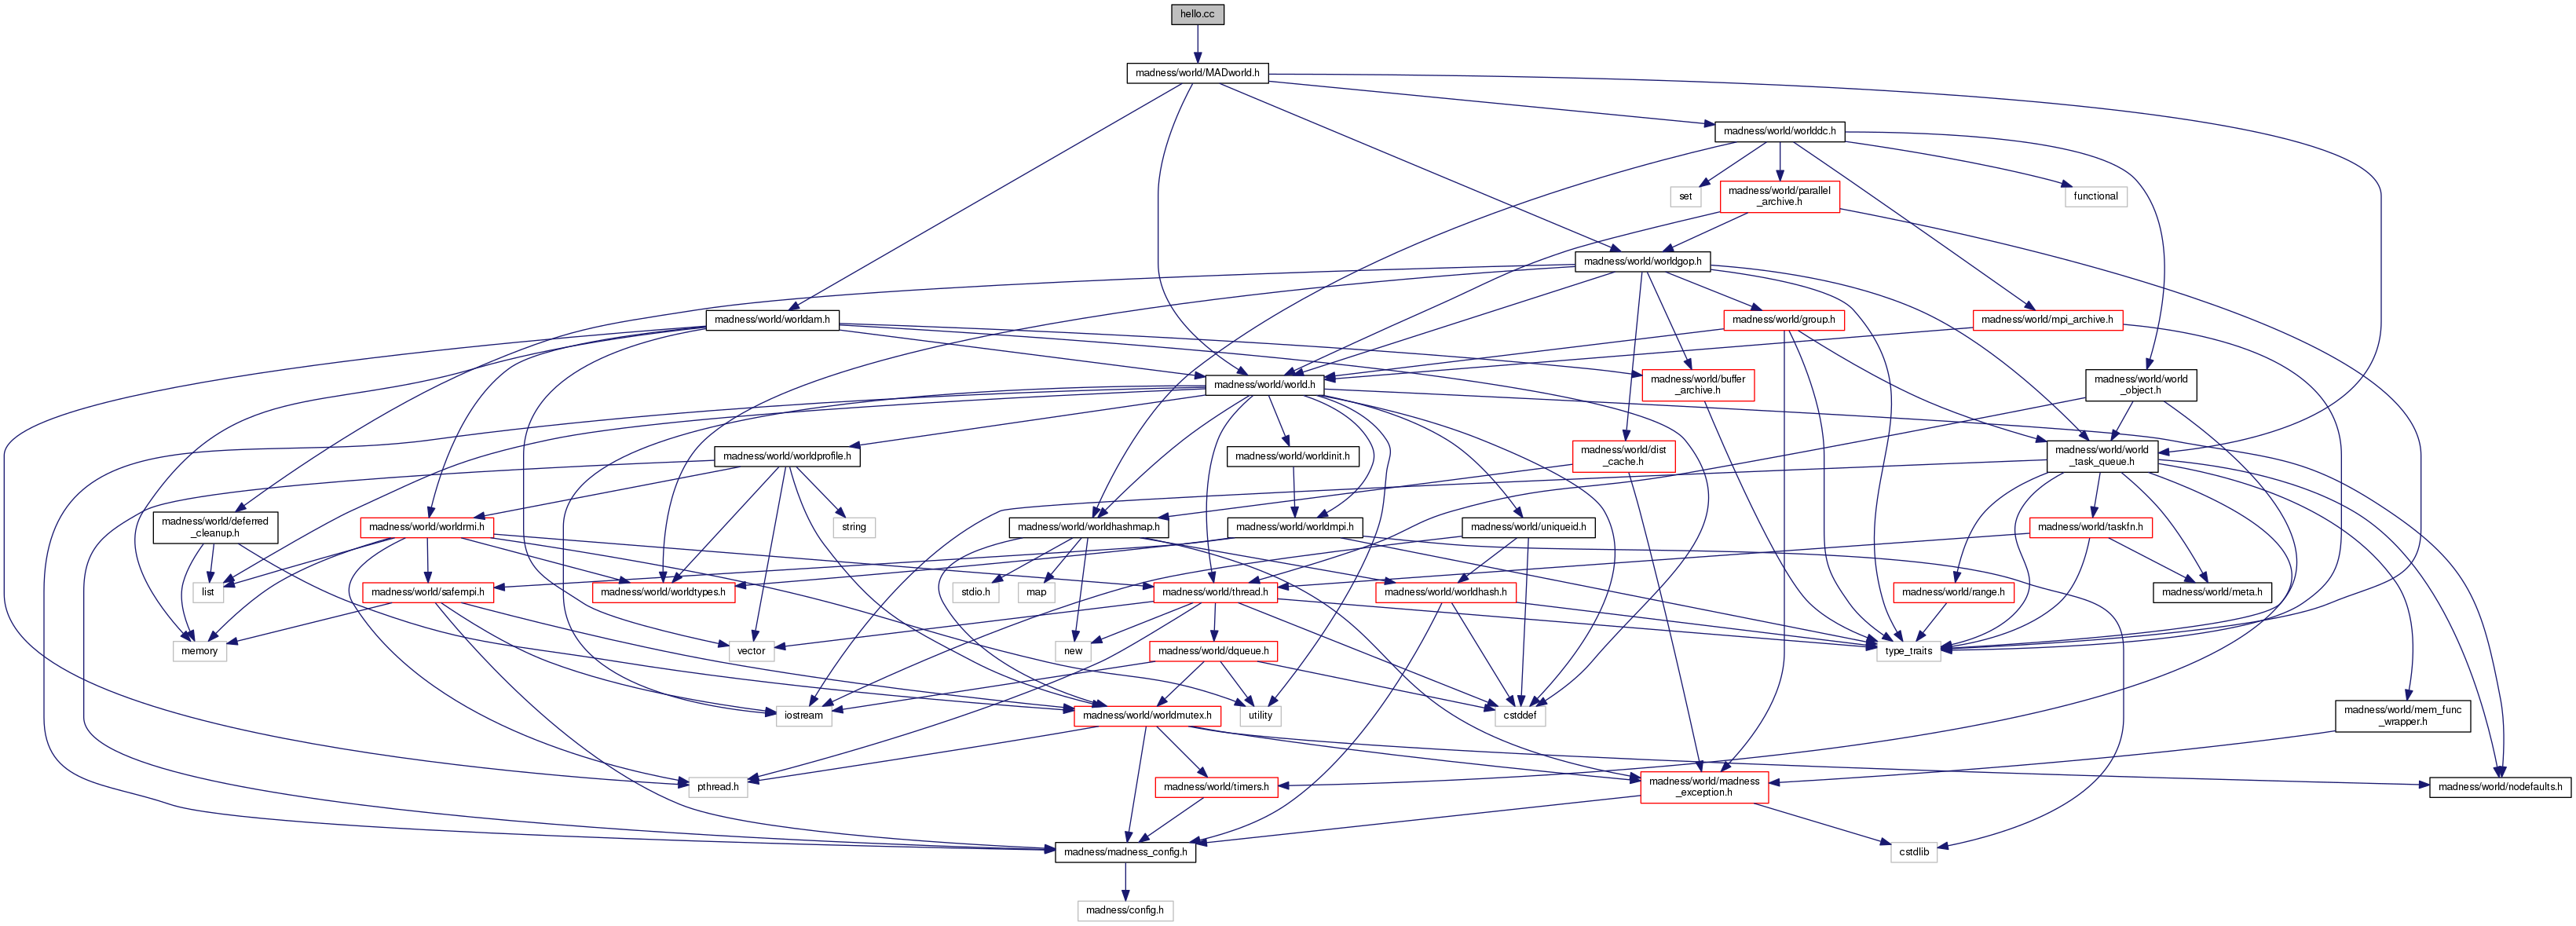 hello.cc
madness/world/MADworld.h
madness/world/worlddc.h
set
madness/world/parallel
_archive.h
functional
madness/world/worldgop.h
madness/world/worldam.h
madness/world/group.h
madness/world/mpi_archive.h
madness/world/world.h
madness/world/buffer
_archive.h
madness/world/world
_object.h
madness/world/worldprofile.h
madness/world/worldinit.h
madness/world/dist
_cache.h
madness/world/world
_task_queue.h
madness/world/deferred
_cleanup.h
madness/world/worldrmi.h
string
madness/world/worldhashmap.h
madness/world/worldmpi.h
madness/world/uniqueid.h
madness/world/taskfn.h
list
madness/world/safempi.h
madness/world/worldtypes.h
stdio.h
map
madness/world/thread.h
madness/world/worldhash.h
madness/world/range.h
madness/world/meta.h
memory
vector
new
madness/world/dqueue.h
type_traits
iostream
madness/world/worldmutex.h
utility
cstddef
madness/world/mem_func
_wrapper.h
pthread.h
madness/world/timers.h
madness/world/madness
_exception.h
madness/world/nodefaults.h
madness/madness_config.h
cstdlib
madness/config.h